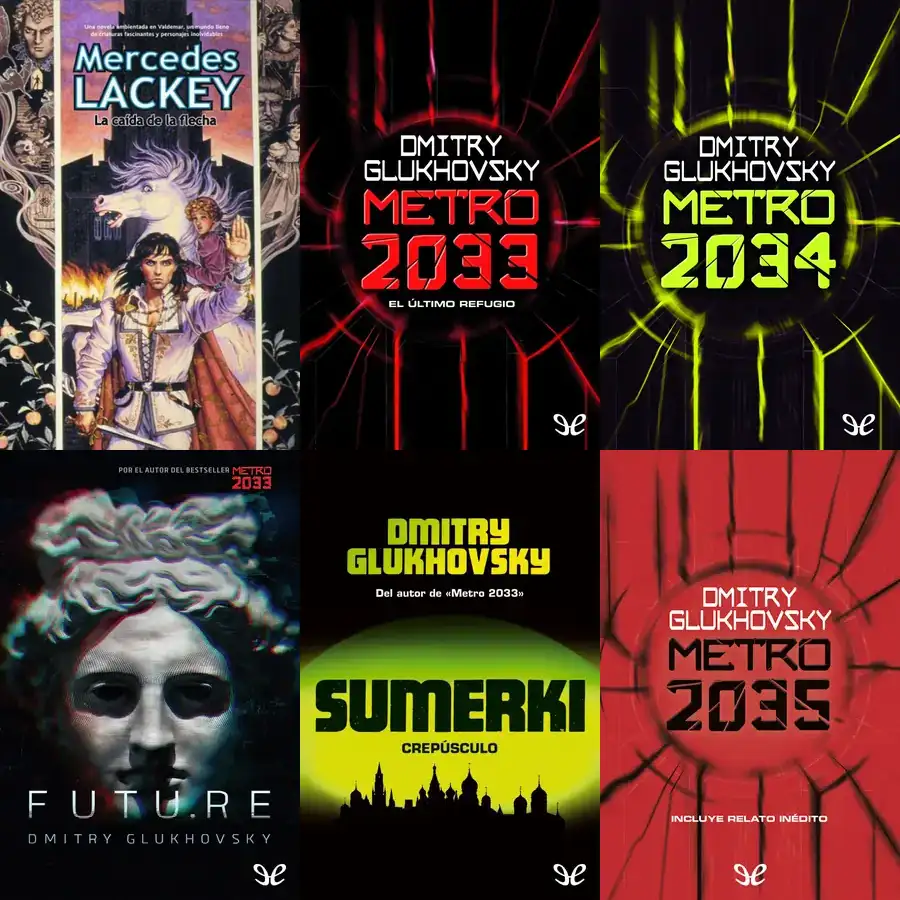 Una novela ambientada en Valdemar, un mundo lleno
de criaturas fascinantes y personajes inolvidables
Mercedes
LACKEY
La caída de la flecha
DMITRY
GLUKHOVSKY
METRO
2033
EL ÚLTIMO REFUGIO
DMITRY
GLUKHOVSKY
METRO
2034
POR EL AUTOR DEL BESTSELLER METRO
2033
FUTU.RE
DMITRY GLUKHOVSKY
DMITRY
GLUKHOVSKY
Del autor de «Metro 2033»
SUMERKI
CREPÚSCULO
DMITRY
GLUKHOVSKY
METRO
2035
INCLUYE RELATO INÉDITO